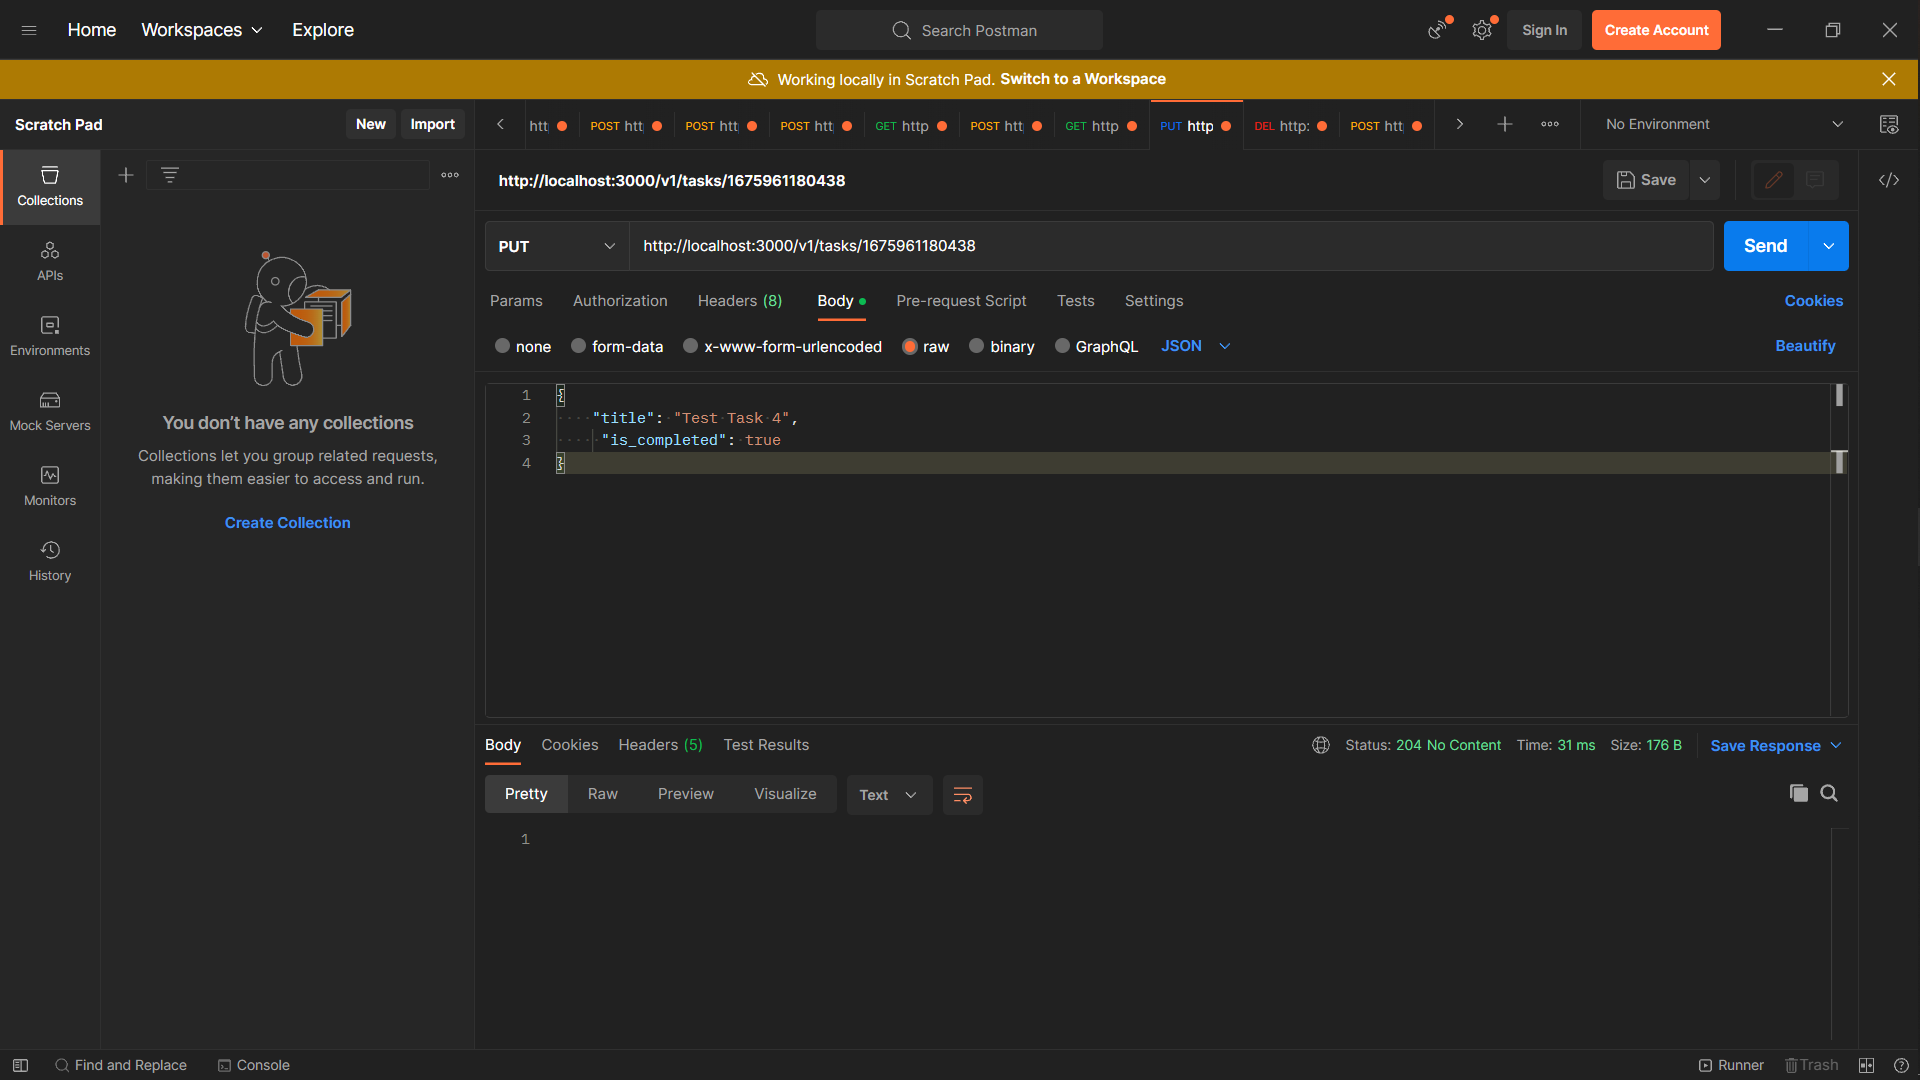 Home Workspaces Explore Search Postman Sign In Create Account
Working locally in Scratch Pad. Switch to a Workspace
Scratch Pad New Import
htt POST htt POST htt POST htt GET http POST htt GET http PUT http DEL http: POST htt No Environment
Collections
APIs
Environments
Mock Servers
Monitors
History
You don't have any collections
Collections let you group related requests,
making them easier to access and run.
Create Collection
http://localhost:3000/v1/tasks/1675961180438 Save
PUT http://localhost:3000/v1/tasks/1675961180438 Send
Params Authorization Headers (8) Body Pre-request Script Tests Settings Cookies
none form-data x-www-form-urlencoded raw binary GraphQL JSON Beautify
1 {
2 "title": "Test Task 4",
3 "is_completed": true
4 }
Body Cookies Headers (5) Test Results Status: 204 No Content Time: 31 ms Size: 176 B Save Response
Pretty Raw Preview Visualize Text
1
Find and Replace Console Runner Trash